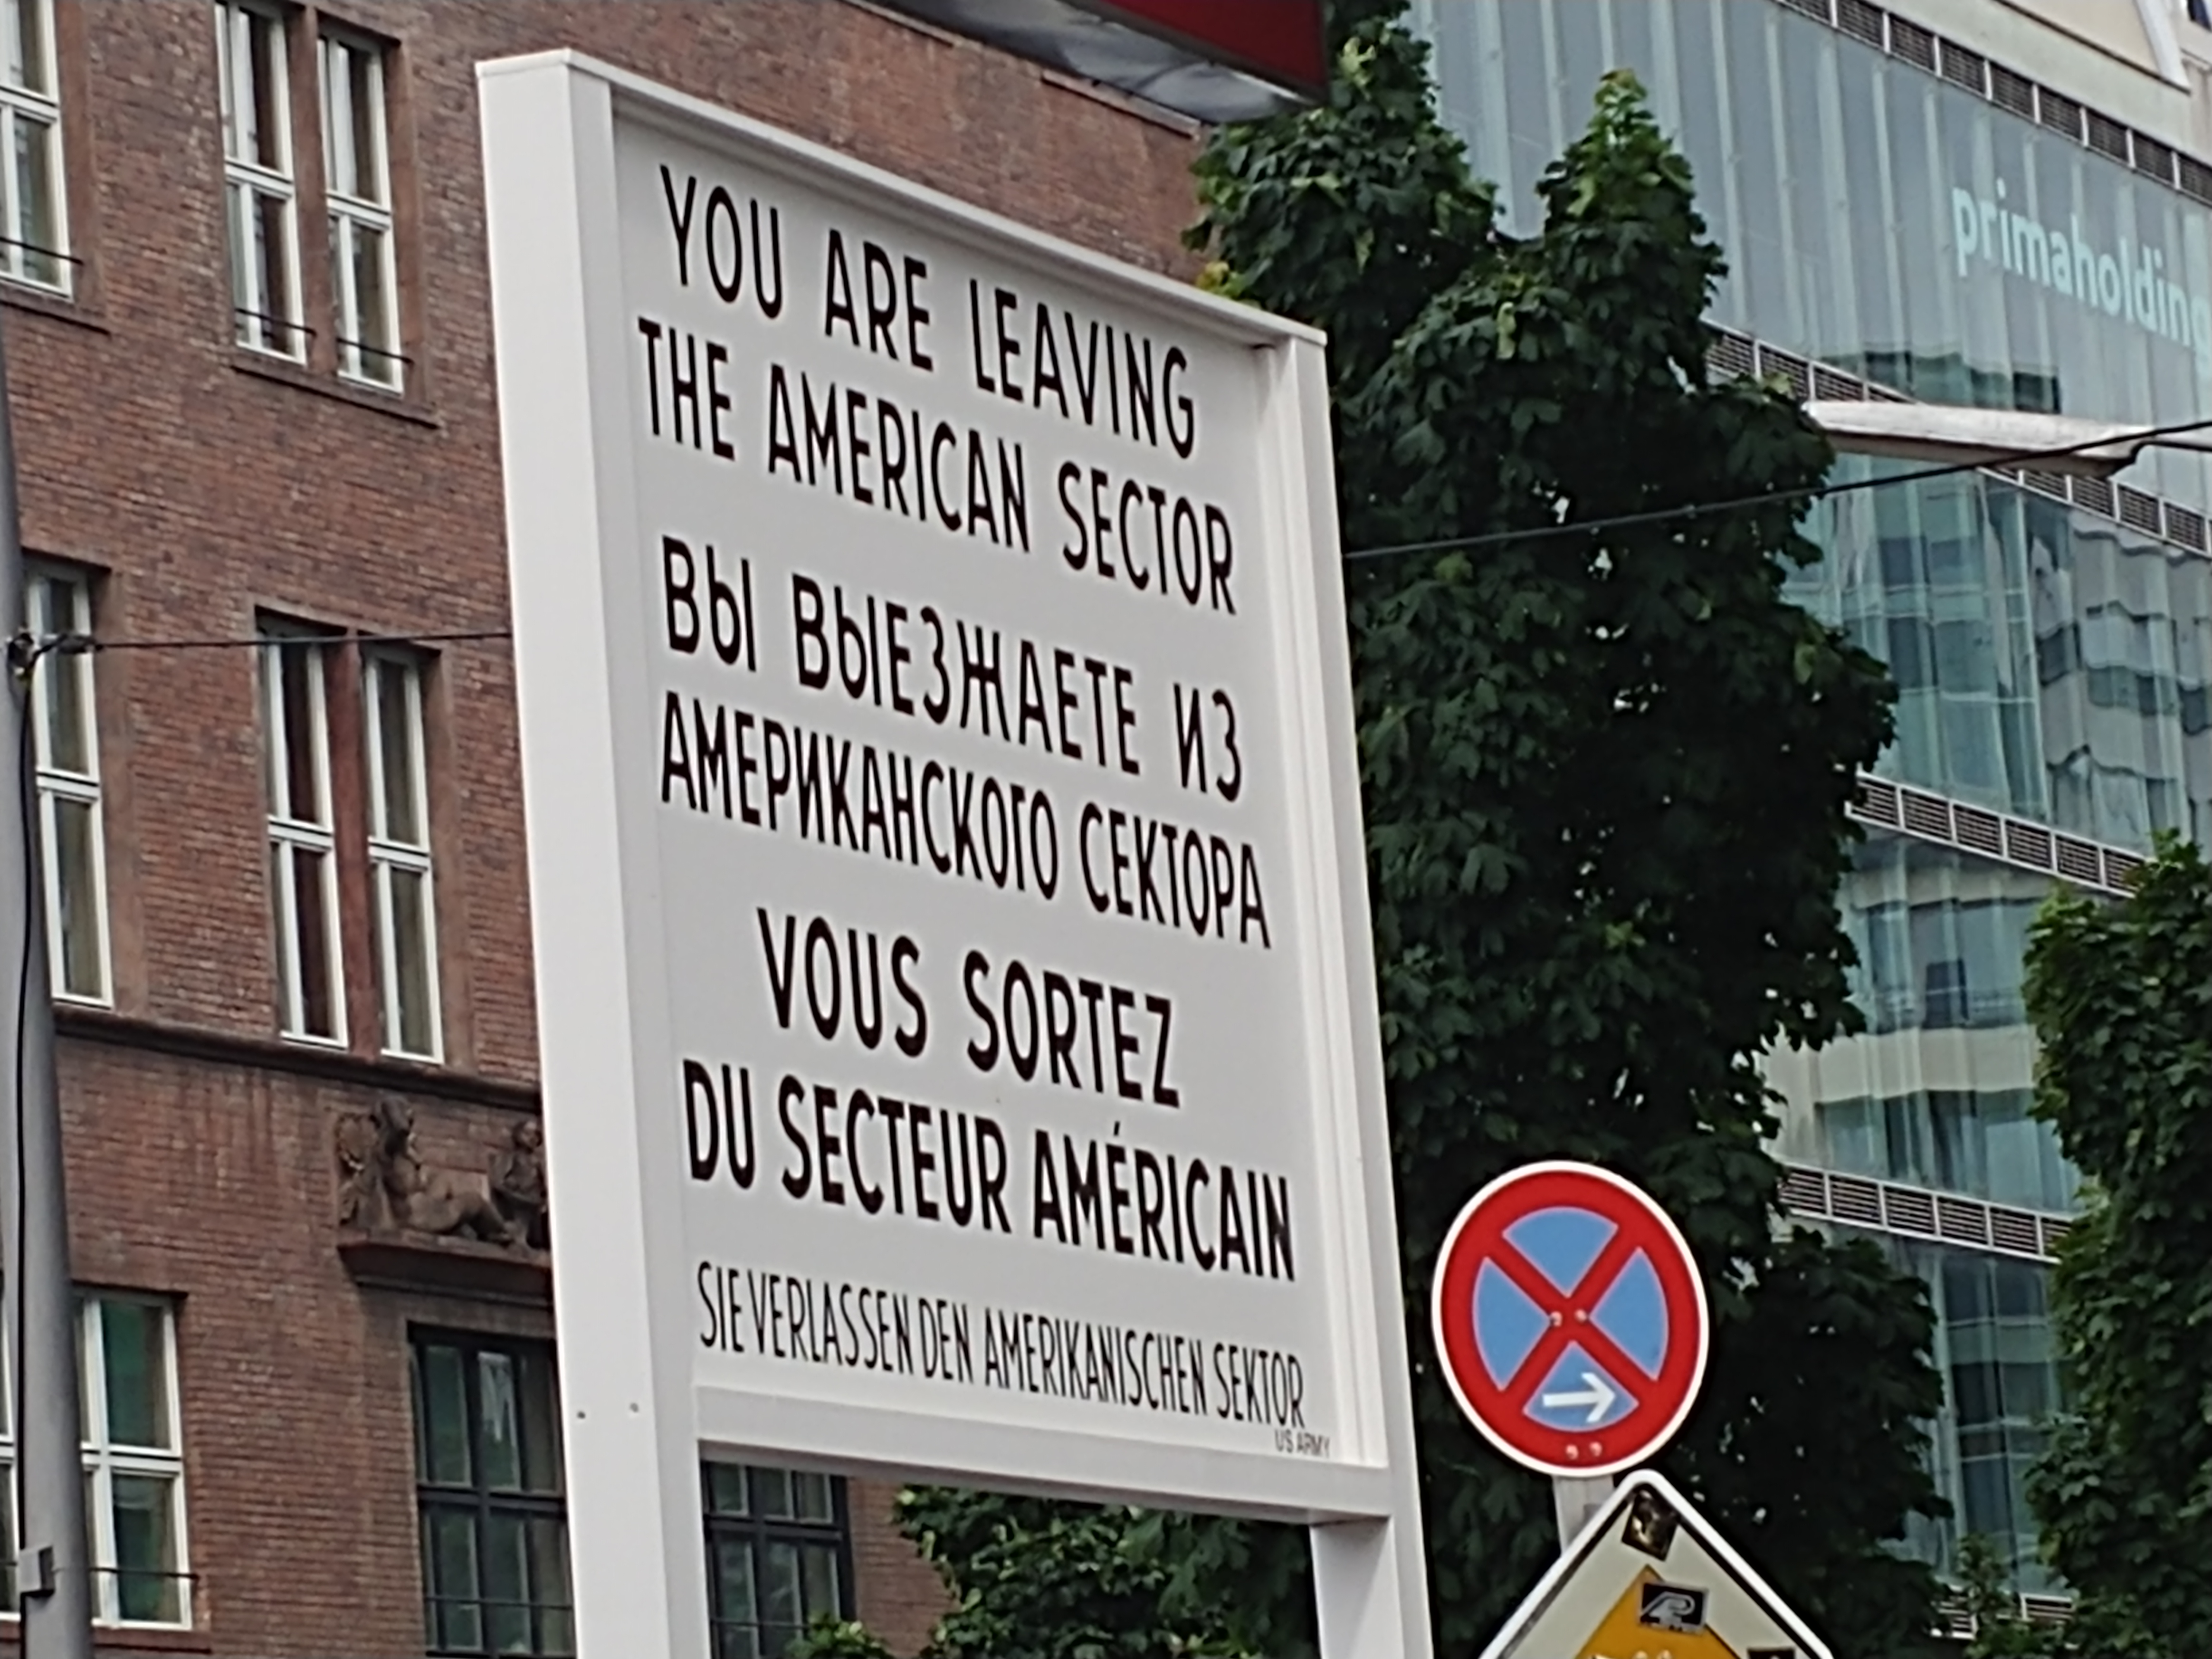 YOU ARE LEAVING
THE AMERICAN SECTOR
ВЫ ВЫЕЗЖАЕТЕ ИЗ
АМЕРИКАНСКОГО СЕКТОРА
VOUS SORTEZ
DU SECTEUR AMÉRICAIN
SIE VERLASSEN DEN AMERIKANISCHEN SEKTOR
US ARMY
primaholding